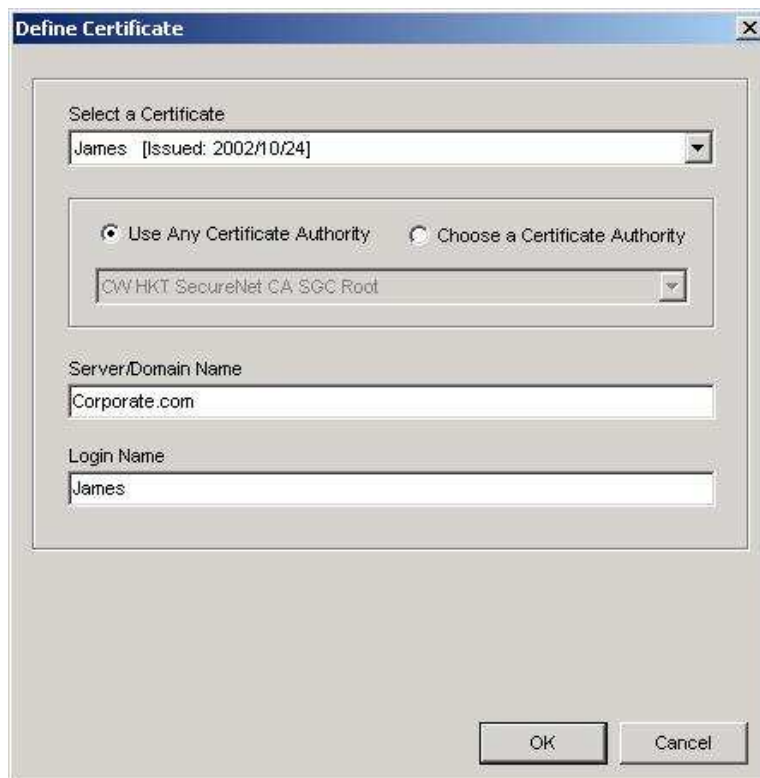 Define Certificate
Select a Certificate
James [Issued: 2002/10/24]
Use Any Certificate Authority Choose a Certificate Authority
CW HKT SecureNet CA SGC Root
Server/Domain Name
Corporate.com
Login Name
James
OK Cancel